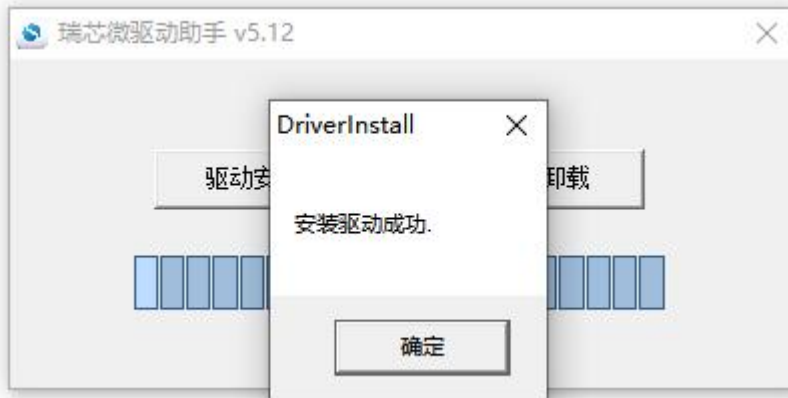 瑞芯微驱动助手 v5.12
DriverInstall
驱动安
卸载
安装驱动成功.
确定